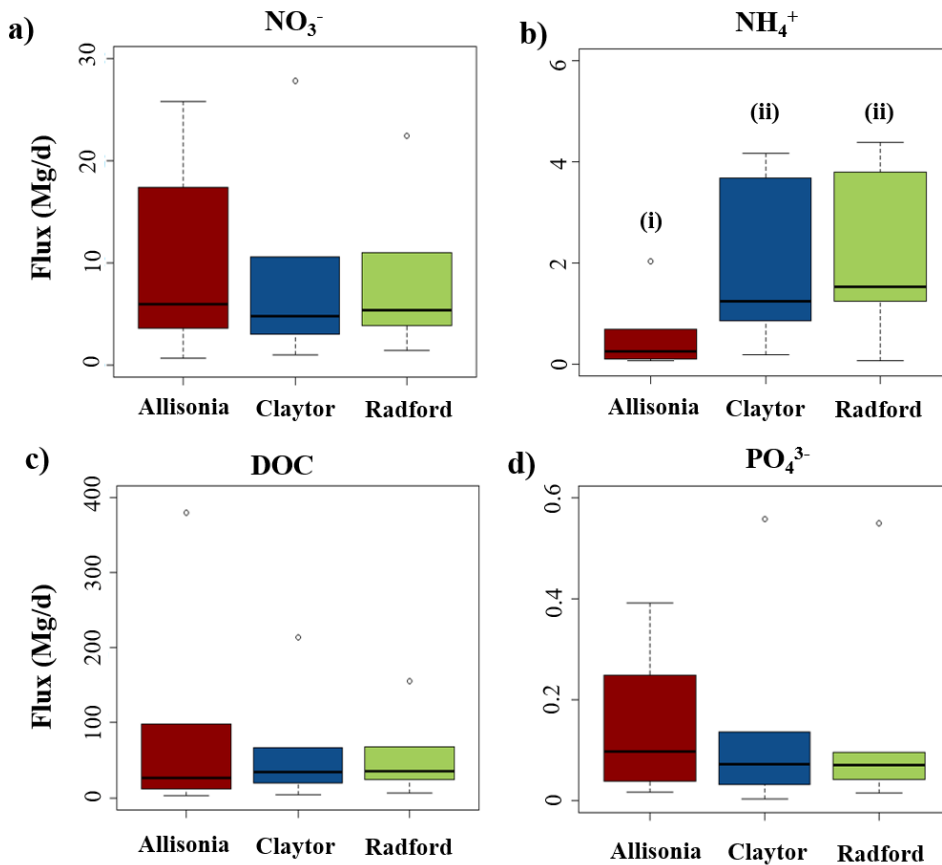 a)
NO₃⁻
Flux (Mg/d)
30
20
10
0
Allisonia Claytor Radford
b)
NH₄⁺
6
4
2
0
(i)
(ii)
(ii)
Allisonia Claytor Radford
c)
DOC
Flux (Mg/d)
400
300
200
100
0
Allisonia Claytor Radford
d)
PO₄³⁻
0.6
0.4
0.2
0
Allisonia Claytor Radford